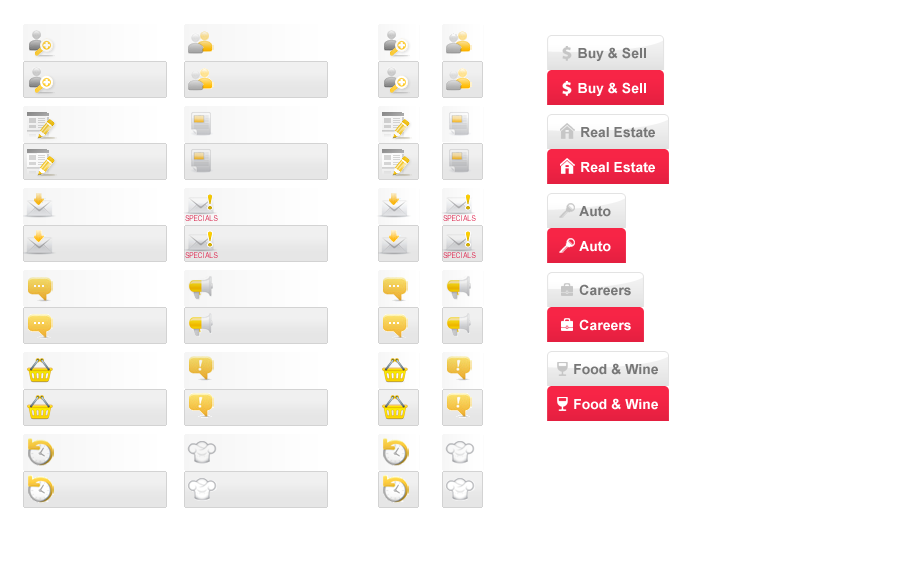 Buy & Sell
Buy & Sell
Real Estate
Real Estate
Auto
Auto
SPECIALS
SPECIALS
SPECIALS
SPECIALS
Careers
Careers
Food & Wine
Food & Wine